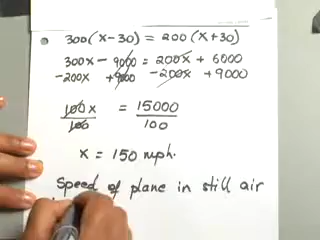 300(x-30) = 200(x+30)
300x - 9000 = 200x + 6000
-200x +9000 -200x + 9000
100x/100 = 15000/100
x = 150 mph.
Speed of plane in still air